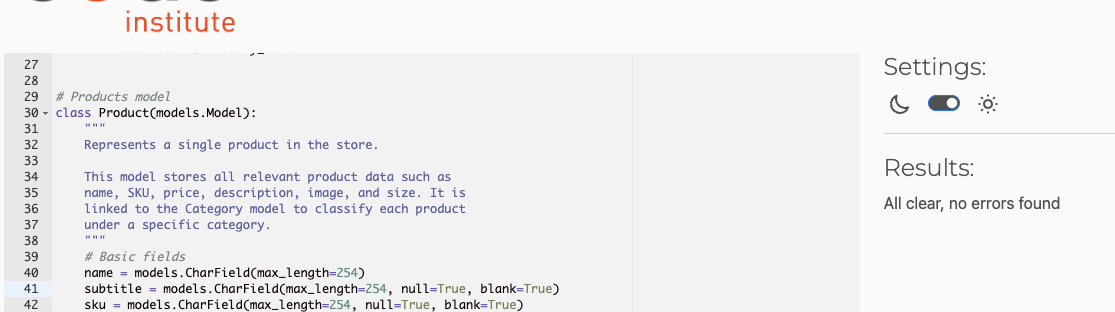 institute
27
28
29 # Products model
30 class Product(models.Model):
31 """
32 Represents a single product in the store.
33
34 This model stores all relevant product data such as
35 name, SKU, price, description, image, and size. It is
36 linked to the Category model to classify each product
37 under a specific category.
38 """
39 # Basic fields
40 name = models.CharField(max_length=254)
41 subtitle = models.CharField(max_length=254, null=True, blank=True)
42 sku = models.CharField(max_length=254, null=True, blank=True)
Settings:
Results:
All clear, no errors found